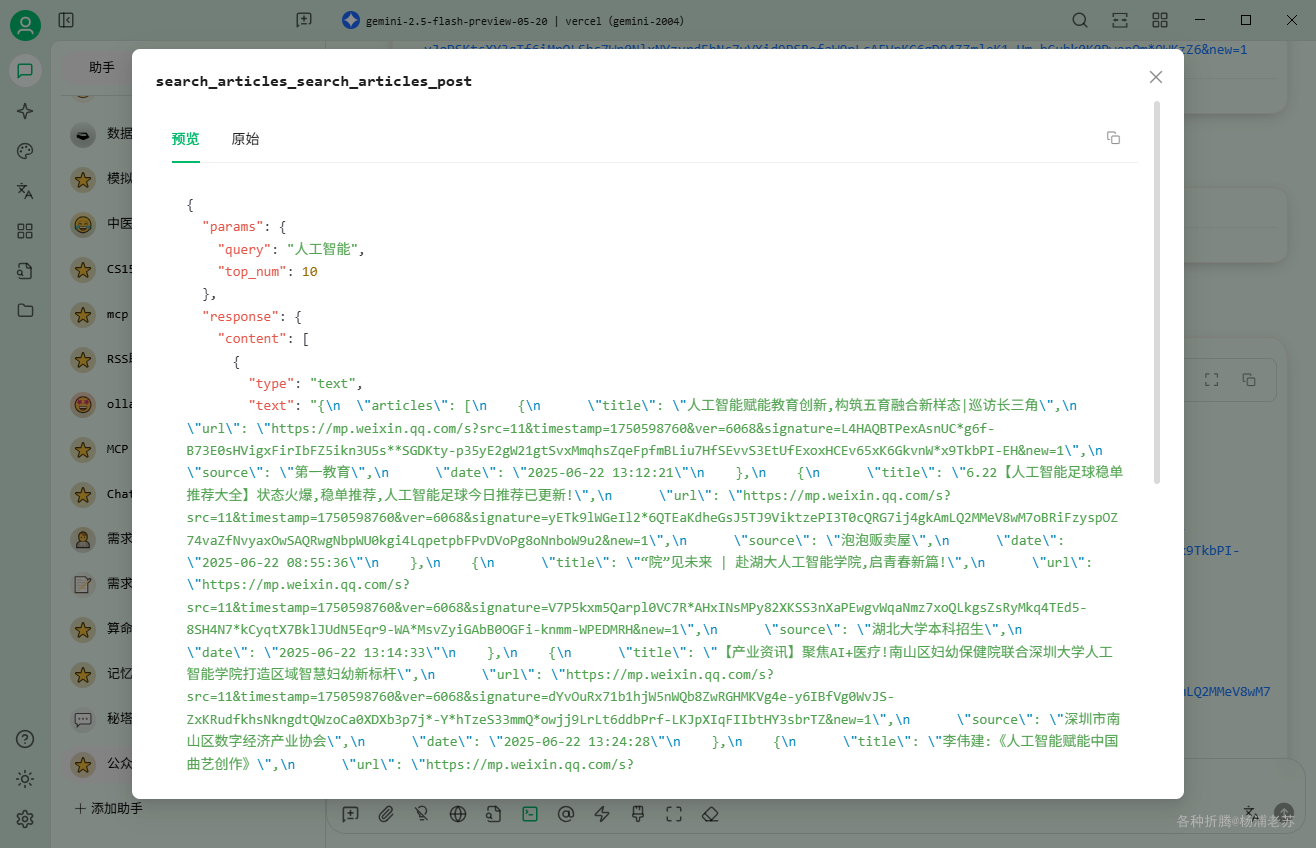 gemini-2.5-flash-preview-05-20 | vercel (gemini-2004)
助手
search_articles_search_articles_post
预览 原始
{
"params": {
"query": "人工智能",
"top_num": 10
},
"response": {
"content": [
{
"type": "text",
"text": "{\n \"articles\": [\n {\n \"title\": \"人工智能赋能教育创新,构筑五育融合新样态|巡访长三角\",\n
\"url\": \"https://mp.weixin.qq.com/s?src=11&timestamp=1750598760&ver=6068&signature=L4HAQBTPexAsnUC*g6f-
B73E0sHVigxFirIbFZ5ikn3U5s**SGDKty-p35yE2gW21gtSvxMmqhsZqeFpfmBLiu7HfSEvvS3EtUfExoxHCEv65xK6GkvnW*x9TkbPI-EH&new=1\",\n
\"source\": \"第一教育\",\n \"date\": \"2025-06-22 13:12:21\"\n },\n {\n \"title\": \"6.22【人工智能足球稳单
推荐大全】状态火爆,稳单推荐,人工智能足球今日推荐已更新!\",\n \"url\": \"https://mp.weixin.qq.com/s?
src=11&timestamp=1750598760&ver=6068&signature=yETk9lWGeIl2*6QTEaKdheGsJ5TJ9ViktzePI3T0cQRG7ij4gkAmLQ2MMeV8wM7oBRiFzyspOZ
74vaZfNvyaxOwSAQRwgNbpWU0kgi4LqpetpbFPvDVoPg8oNnboW9u2&new=1\",\n \"source\": \"泡泡贩卖屋\",\n \"date\":
\"2025-06-22 08:55:36\"\n },\n {\n \"title\": \"“院”见未来 | 赴湖大人工智能学院,启青春新篇!\",\n \"url\":
\"https://mp.weixin.qq.com/s?
src=11&timestamp=1750598760&ver=6068&signature=V7P5kxm5Qarpl0VC7R*AHxINsMPy82XKSS3nXaPEwgvWqaNmz7xoQLkgsZsRyMkq4TEd5-
8SH4N7*kCyqtX7BklJUdN5Eqr9-WA*MsvZyiGAbB0OGFi-knmm-WPEDMRH&new=1\",\n \"source\": \"湖北大学本科招生\",\n
\"date\": \"2025-06-22 13:14:33\"\n },\n {\n \"title\": \"【产业资讯】聚焦AI+医疗!南山区妇幼保健院联合深圳大学人工
智能学院打造区域智慧妇幼新标杆\",\n \"url\": \"https://mp.weixin.qq.com/s?
src=11&timestamp=1750598760&ver=6068&signature=dYvOuRx71b1hjW5nWQb8ZwRGHMKVg4e-y6IBfVg0WvJS-
ZxKRudfkhsNkngdtQWzoCa0XDXb3p7j*-Y*hTzeS33mmQ*owjj9LrLt6ddbPrf-LKJpXIqFIIbtHY3sbrTZ&new=1\",\n \"source\": \"深圳市南
山区数字经济产业协会\",\n \"date\": \"2025-06-22 13:24:28\"\n },\n {\n \"title\": \"李伟建:《人工智能赋能中国
曲艺创作》\",\n \"url\": \"https://mp.weixin.qq.com/s?
数据
模拟
中医
CS15
mcp
RSS
olla
MCP
Chat
需求
需求
算命
记忆
秘塔
公众
添加助手
Z6&new=1
z9TkbPI-
LQ2MMeV8wM7
各种折腾@杨浦老苏